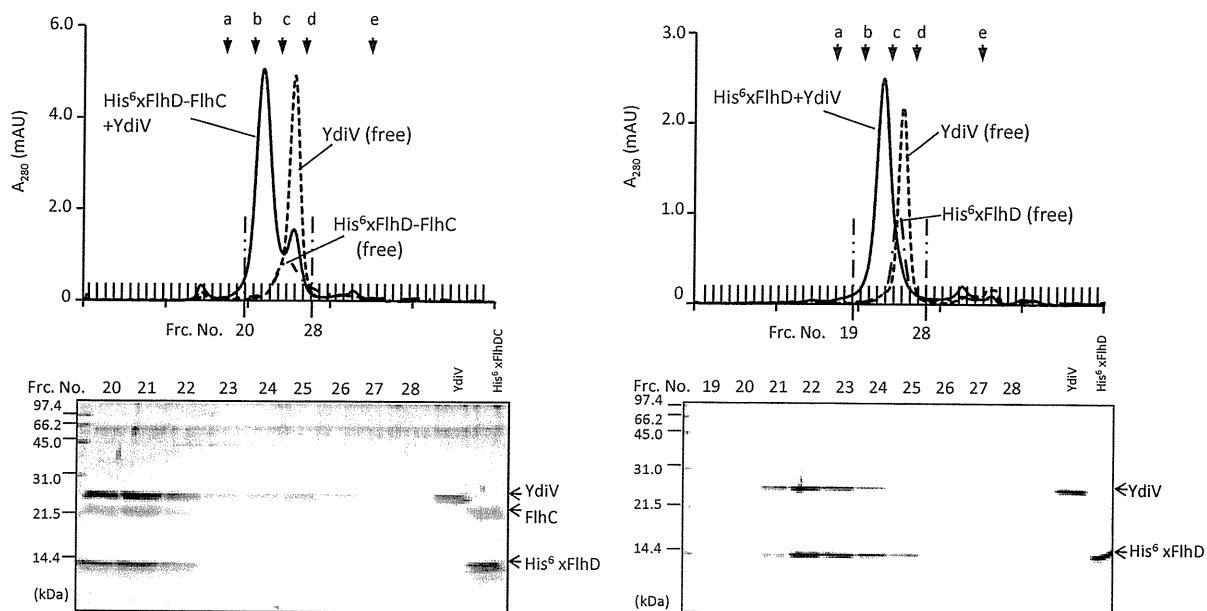 a b c d e
6.0
4.0
2.0
0
A₂₈₀ (mAU)
His⁶xFlhD-FlhC
+YdiV
YdiV (free)
His⁶xFlhD-FlhC
(free)
Frc. No. 20 28
a b c d e
3.0
2.0
1.0
0
A₂₈₀ (mAU)
His⁶xFlhD+YdiV
YdiV (free)
His⁶xFlhD (free)
Frc. No. 19 28
Frc. No. 20 21 22 23 24 25 26 27 28 YdiV His⁶ xFlhDC
97.4
66.2
45.0
31.0
21.5
14.4
(kDa)
YdiV
FlhC
His⁶ xFlhD
Frc. No. 19 20 21 22 23 24 25 26 27 28 YdiV His⁶ xFlhD
97.4
66.2
45.0
31.0
21.5
14.4
(kDa)
YdiV
His⁶ xFlhD